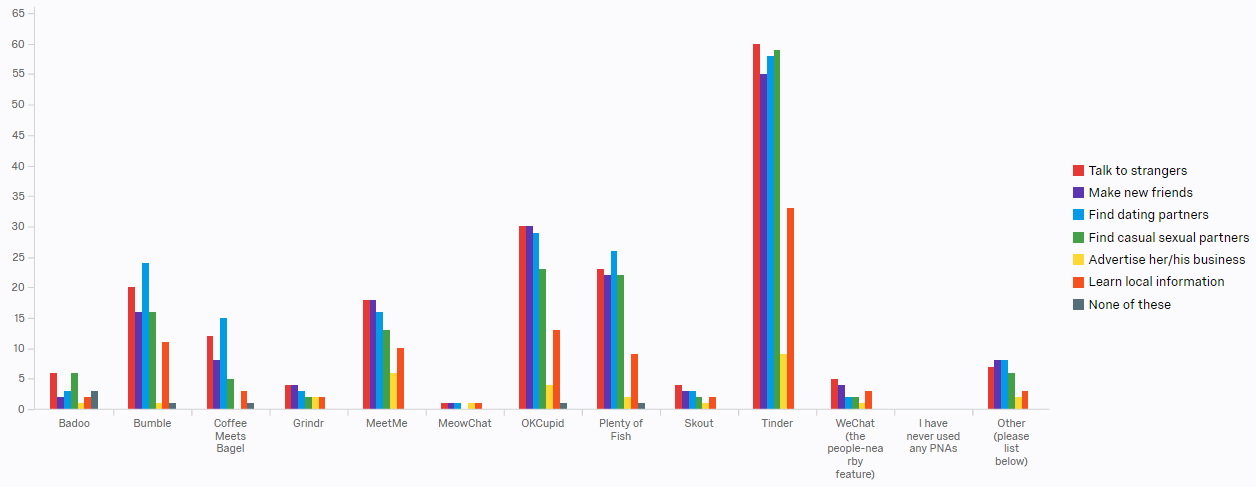 65
60
55
50
45
40
35
30
25
20
15
10
5
0
Badoo
Bumble
Coffee
Meets
Bagel
Grindr
MeetMe
MeowChat
OKCupid
Plenty of
Fish
Skout
Tinder
WeChat
(the
people-nea
rby
feature)
I have
never used
any PNAs
Other
(please
list
below)
Talk to strangers
Make new friends
Find dating partners
Find casual sexual partners
Advertise her/his business
Learn local information
None of these